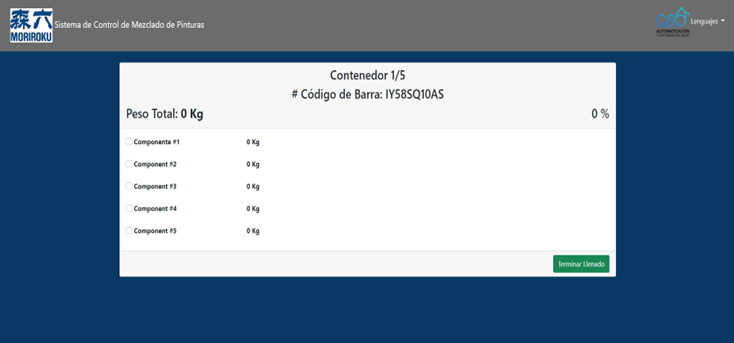 森六
MORIROKU
Sistema de Control de Mezclado de Pinturas
AUTOMATIZACIÓN
Lenguajes
Contenedor 1/5
# Código de Barra: IY58SQ10AS
Peso Total: 0 Kg
0 %
Componente #1 0 Kg
Component #2 0 Kg
Component #3 0 Kg
Component #4 0 Kg
Component #5 0 Kg
Terminar Llenado